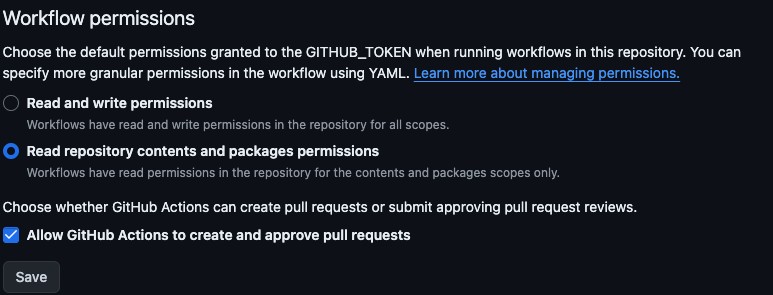 Workflow permissions
Choose the default permissions granted to the GITHUB_TOKEN when running workflows in this repository. You can
specify more granular permissions in the workflow using YAML. Learn more about managing permissions.
Read and write permissions
Workflows have read and write permissions in the repository for all scopes.
Read repository contents and packages permissions
Workflows have read permissions in the repository for the contents and packages scopes only.
Choose whether GitHub Actions can create pull requests or submit approving pull request reviews.
Allow GitHub Actions to create and approve pull requests
Save